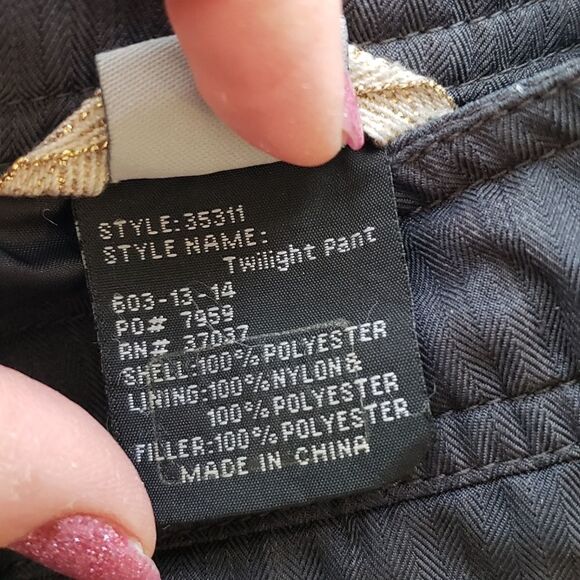 STYLE:35311
STYLE NAME:
Twilight Pant
603-13-14
PO# 7959
RN# 37037
SHELL:100% POLYESTER
LINING:100% NYLON &
100% POLYESTER
FILLER:100% POLYESTER
MADE IN CHINA